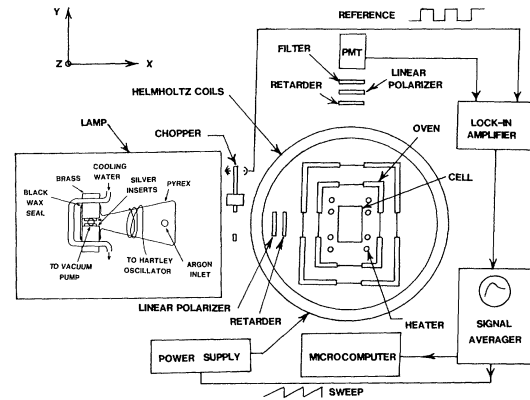 Y
Z
X
REFERENCE
PMT
FILTER
RETARDER
LINEAR
POLARIZER
HELMHOLTZ COILS
LAMP
CHOPPER
LOCK-IN
AMPLIFIER
OVEN
CELL
COOLING
WATER
BRASS
SILVER
INSERTS
PYREX
BLACK
WAX
SEAL
TO VACUUM
PUMP
TO HARTLEY
OSCILLATOR
ARGON
INLET
LINEAR POLARIZER
RETARDER
HEATER
SIGNAL
AVERAGER
POWER SUPPLY
MICROCOMPUTER
SWEEP